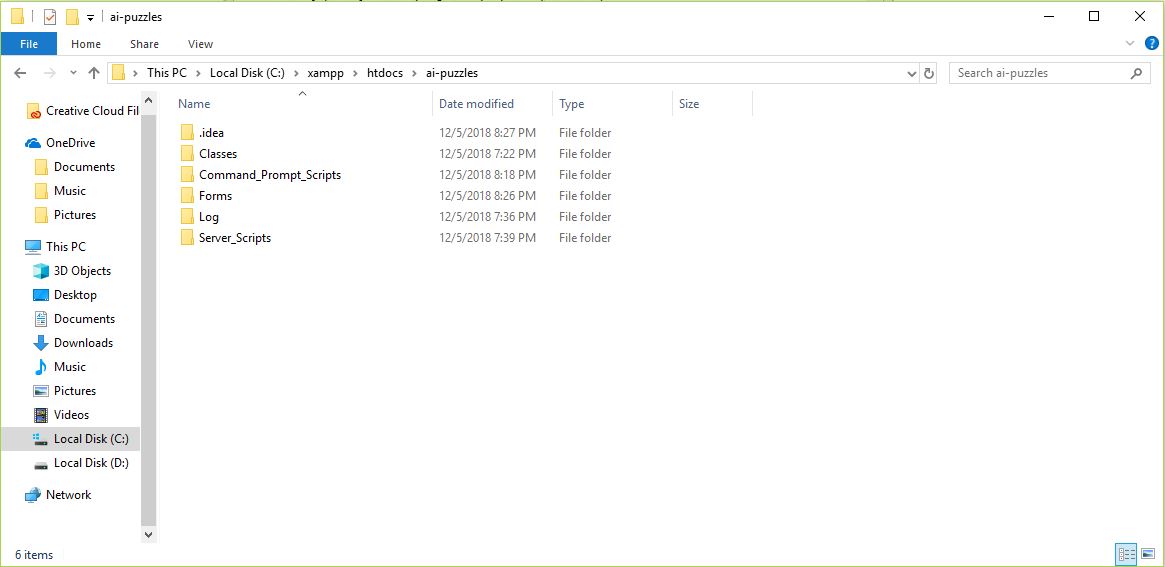 ai-puzzles
File Home Share View
This PC Local Disk (C:) xampp htdocs ai-puzzles
Search ai-puzzles
Creative Cloud Fil
OneDrive
Documents
Music
Pictures
This PC
3D Objects
Desktop
Documents
Downloads
Music
Pictures
Videos
Local Disk (C:)
Local Disk (D:)
Network
Name Date modified Type Size
.idea 12/5/2018 8:27 PM File folder
Classes 12/5/2018 7:22 PM File folder
Command_Prompt_Scripts 12/5/2018 8:18 PM File folder
Forms 12/5/2018 8:26 PM File folder
Log 12/5/2018 7:36 PM File folder
Server_Scripts 12/5/2018 7:39 PM File folder
6 items